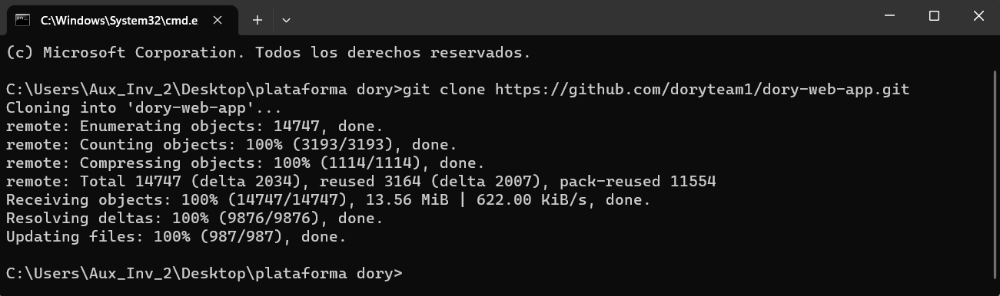 C:\Windows\System32\cmd.e
(c) Microsoft Corporation. Todos los derechos reservados.
C:\Users\Aux_Inv_2\Desktop\plataforma dory>git clone https://github.com/doryteam1/dory-web-app.git
Cloning into 'dory-web-app'...
remote: Enumerating objects: 14747, done.
remote: Counting objects: 100% (3193/3193), done.
remote: Compressing objects: 100% (1114/1114), done.
remote: Total 14747 (delta 2034), reused 3164 (delta 2007), pack-reused 11554
Receiving objects: 100% (14747/14747), 13.56 MiB | 622.00 KiB/s, done.
Resolving deltas: 100% (9876/9876), done.
Updating files: 100% (987/987), done.
C:\Users\Aux_Inv_2\Desktop\plataforma dory>